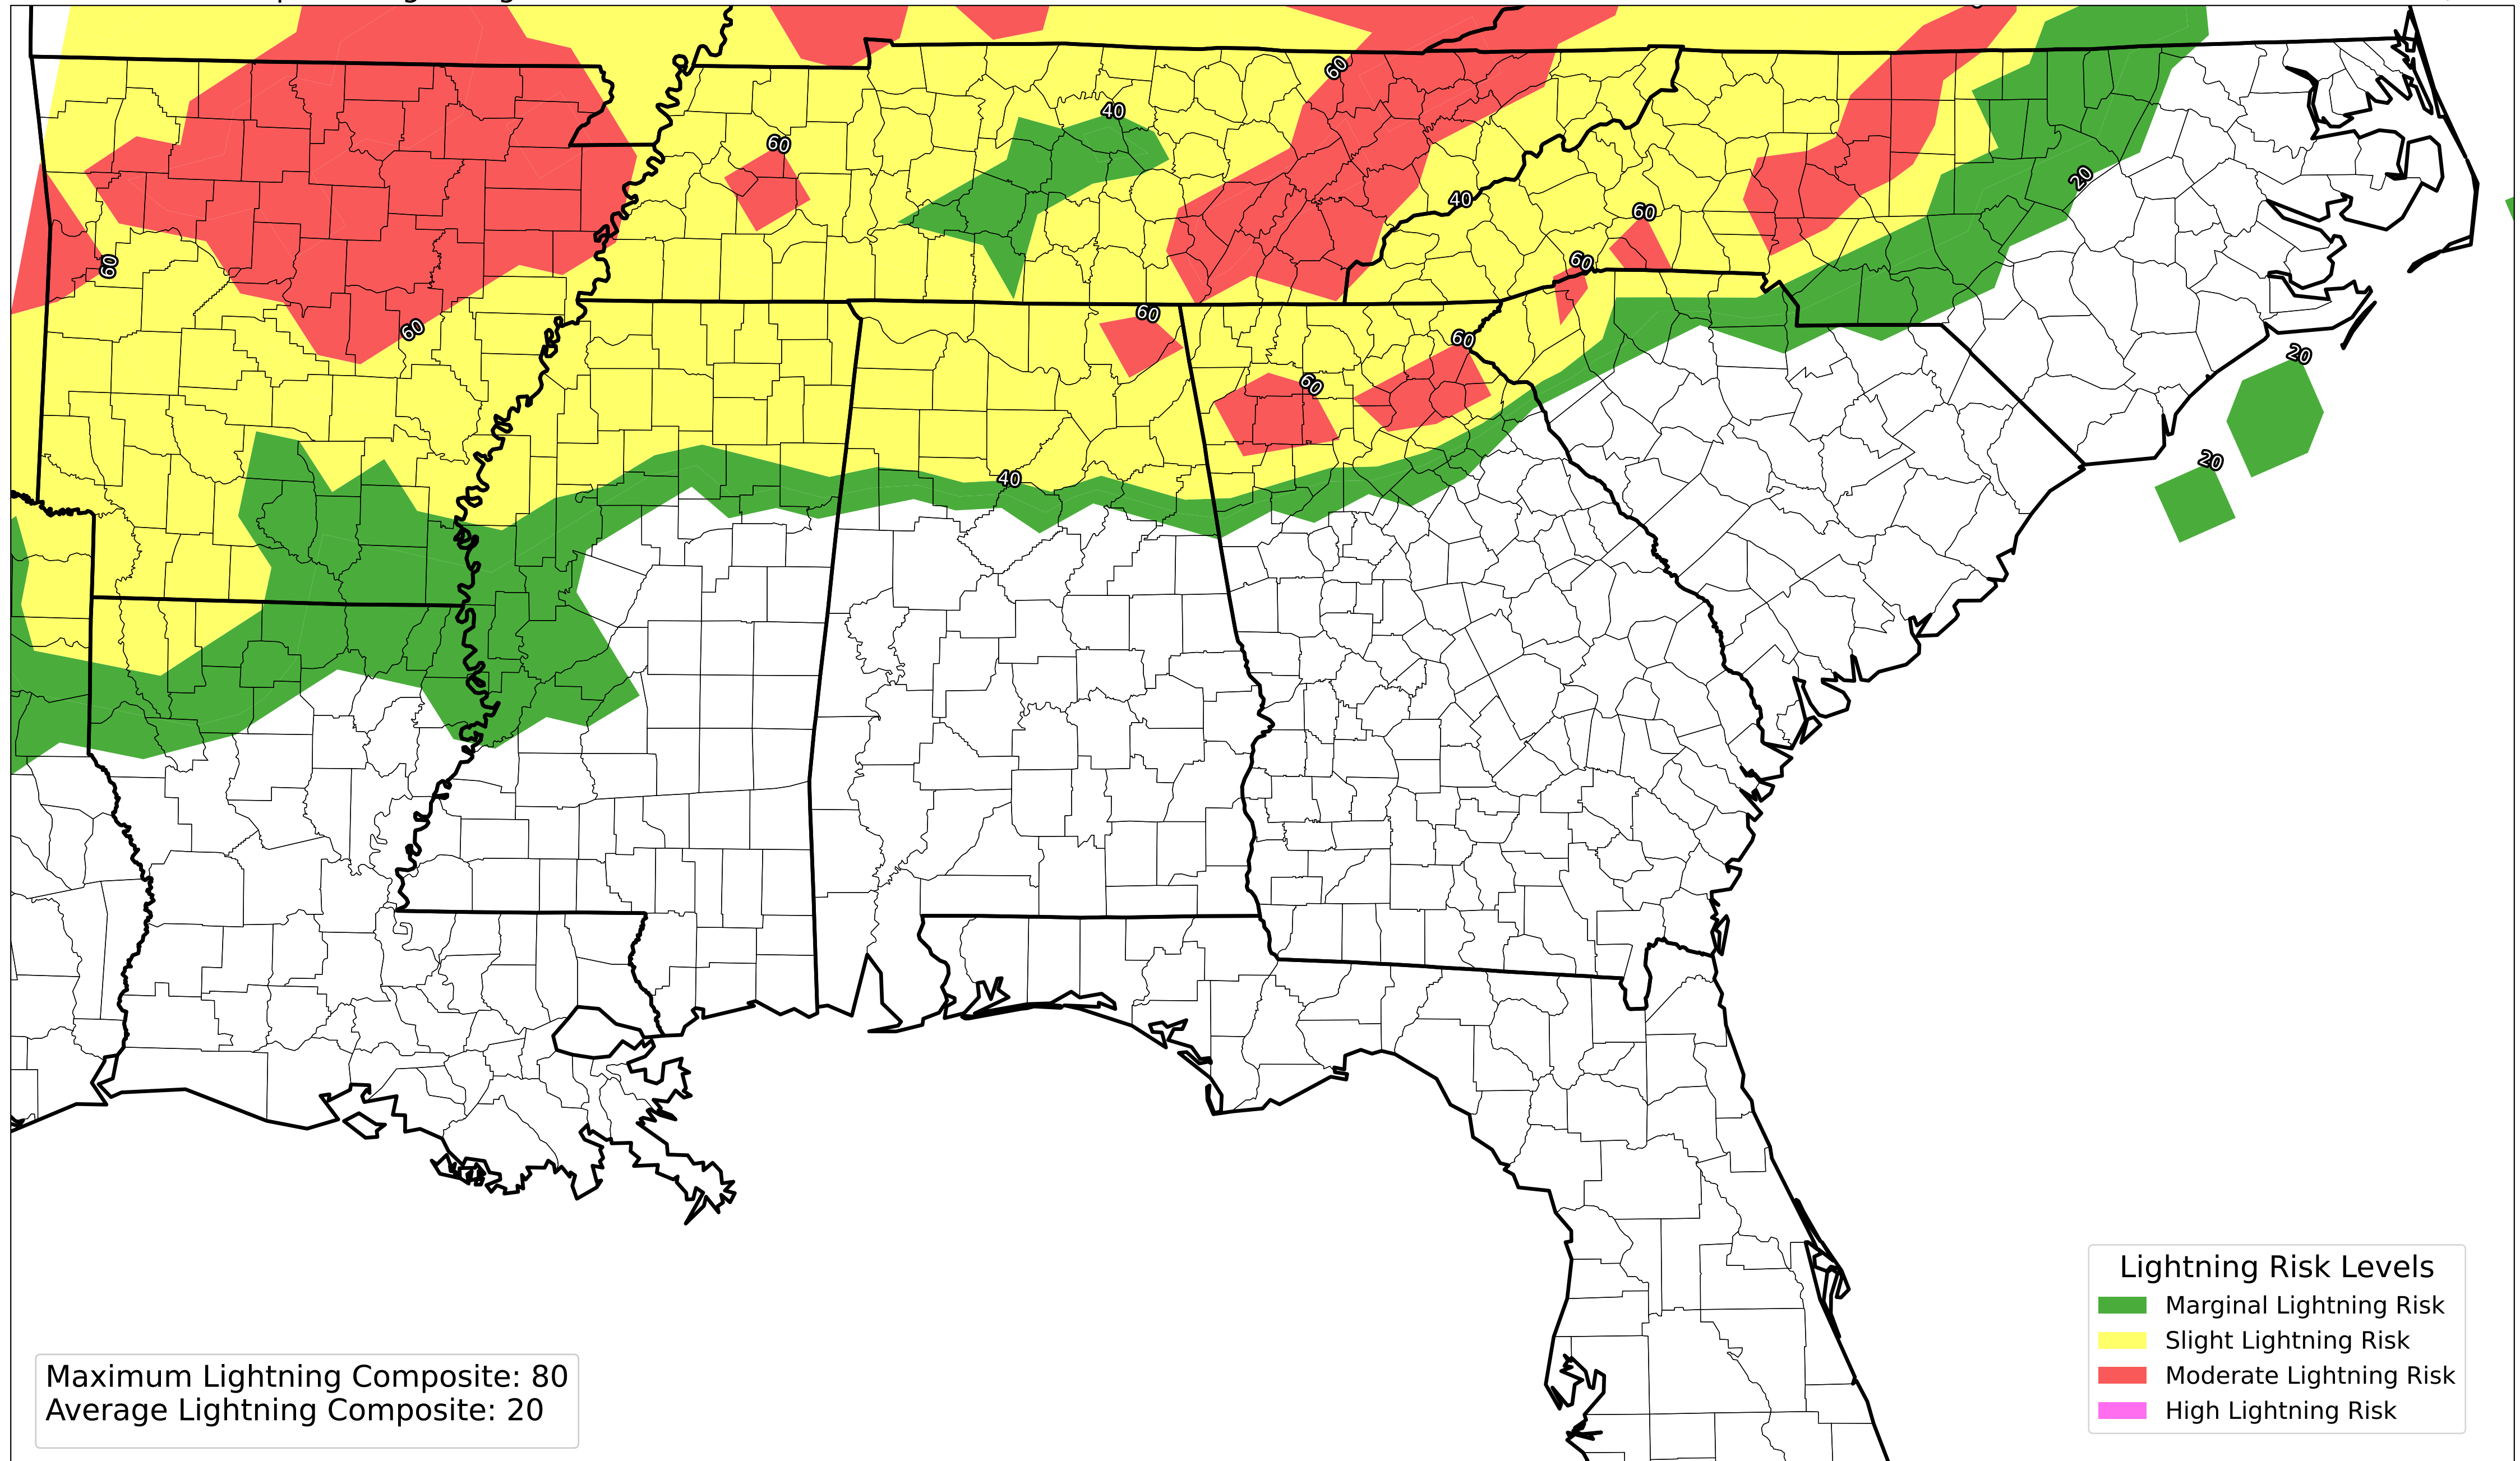 60
40
60
20
40
60
60
60
60
60
60
20
60
40
20
Lightning Risk Levels
Marginal Lightning Risk
Slight Lightning Risk
Moderate Lightning Risk
High Lightning Risk
Maximum Lightning Composite: 80
Average Lightning Composite: 20